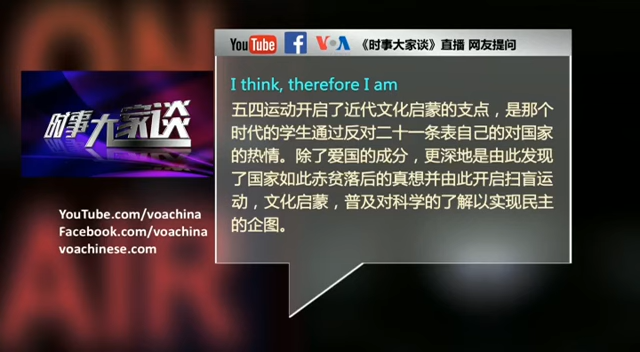 YouTube f VOA 《时事大家谈》直播 网友提问
I think, therefore I am
五四运动开启了近代文化启蒙的支点，是那个
时代的学生通过反对二十一条表自己的对国家
的热情。除了爱国的成分，更深地是由此发现
了国家如此赤贫落后的真想并由此开启扫盲运
动，文化启蒙，普及对科学的了解以实现民主
的企图。
时事大家谈
YouTube.com/voachina
Facebook.com/voachina
voachinese.com
ON
AIR